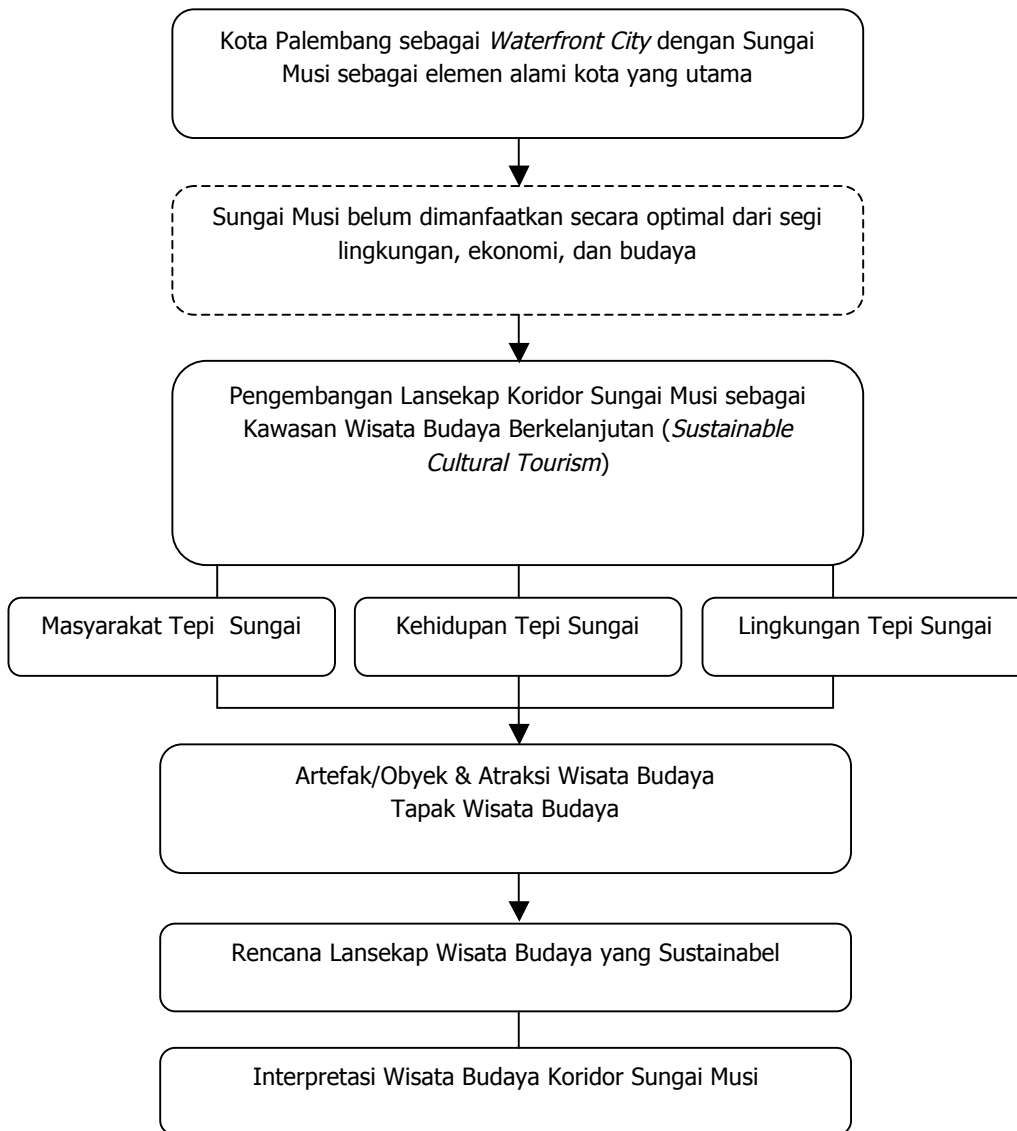 Kota Palembang sebagai Waterfront City dengan Sungai
Musi sebagai elemen alami kota yang utama
Sungai Musi belum dimanfaatkan secara optimal dari segi
lingkungan, ekonomi, dan budaya
Pengembangan Lansekap Koridor Sungai Musi sebagai
Kawasan Wisata Budaya Berkelanjutan (Sustainable
Cultural Tourism)
Masyarakat Tepi Sungai
Kehidupan Tepi Sungai
Lingkungan Tepi Sungai
Artefak/Obyek & Atraksi Wisata Budaya
Tapak Wisata Budaya
Rencana Lansekap Wisata Budaya yang Sustainabel
Interpretasi Wisata Budaya Koridor Sungai Musi